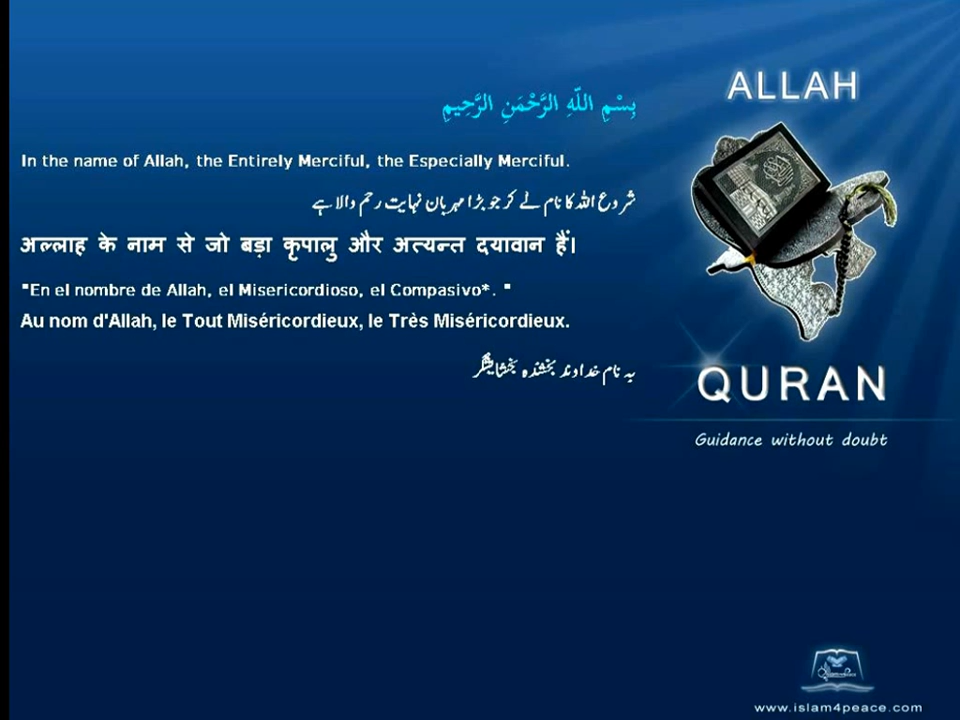 بِسْمِ اللَّهِ الرَّحْمَنِ الرَّحِيمِ
In the name of Allah, the Entirely Merciful, the Especially Merciful.
شروع اللہ کا نام لے کر جو بڑا مہربان نہایت رحم والا ہے
अल्लाह के नाम से जो बड़ा कृपालु और अत्यन्त दयावान हैं।
"En el nombre de Allah, el Misericordioso, el Compasivo*. "
Au nom d'Allah, le Tout Miséricordieux, le Très Miséricordieux.
به نام خداوند بخشنده بخشایشگر
ALLAH
QURAN
Guidance without doubt
www.islam4peace.com